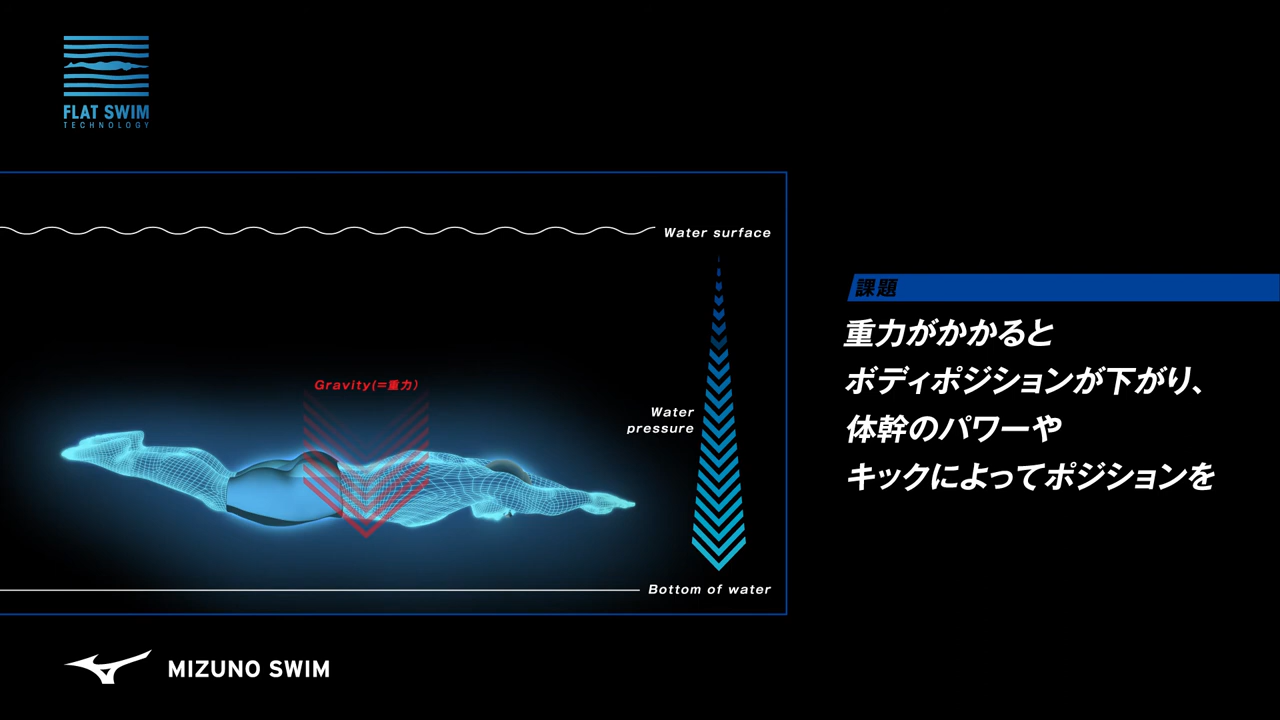 FLAT SWIM
TECHNOLOGY
Water surface
Gravity(=重力)
Water
pressure
Bottom of water
課題
重力がかかると
ボディポジションが下がり、
体幹のパワーや
キックによってポジションを
MIZUNO SWIM